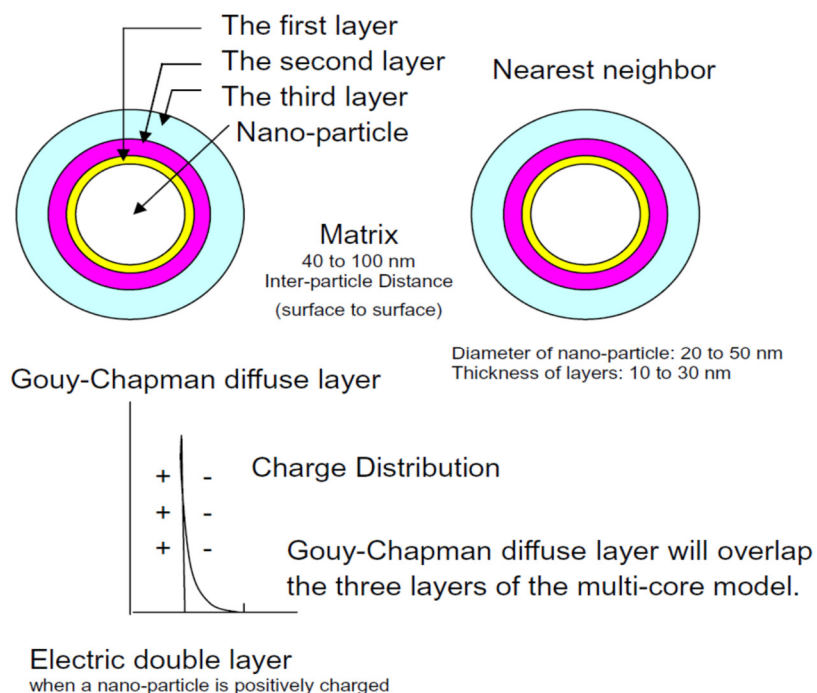 The first layer
The second layer
The third layer
Nano-particle
Nearest neighbor
Matrix
40 to 100 nm
Inter-particle Distance
(surface to surface)
Diameter of nano-particle: 20 to 50 nm
Thickness of layers: 10 to 30 nm
Gouy-Chapman diffuse layer
Charge Distribution
+ -
+ -
+ -
Gouy-Chapman diffuse layer will overlap
the three layers of the multi-core model.
Electric double layer
when a nano-particle is positively charged